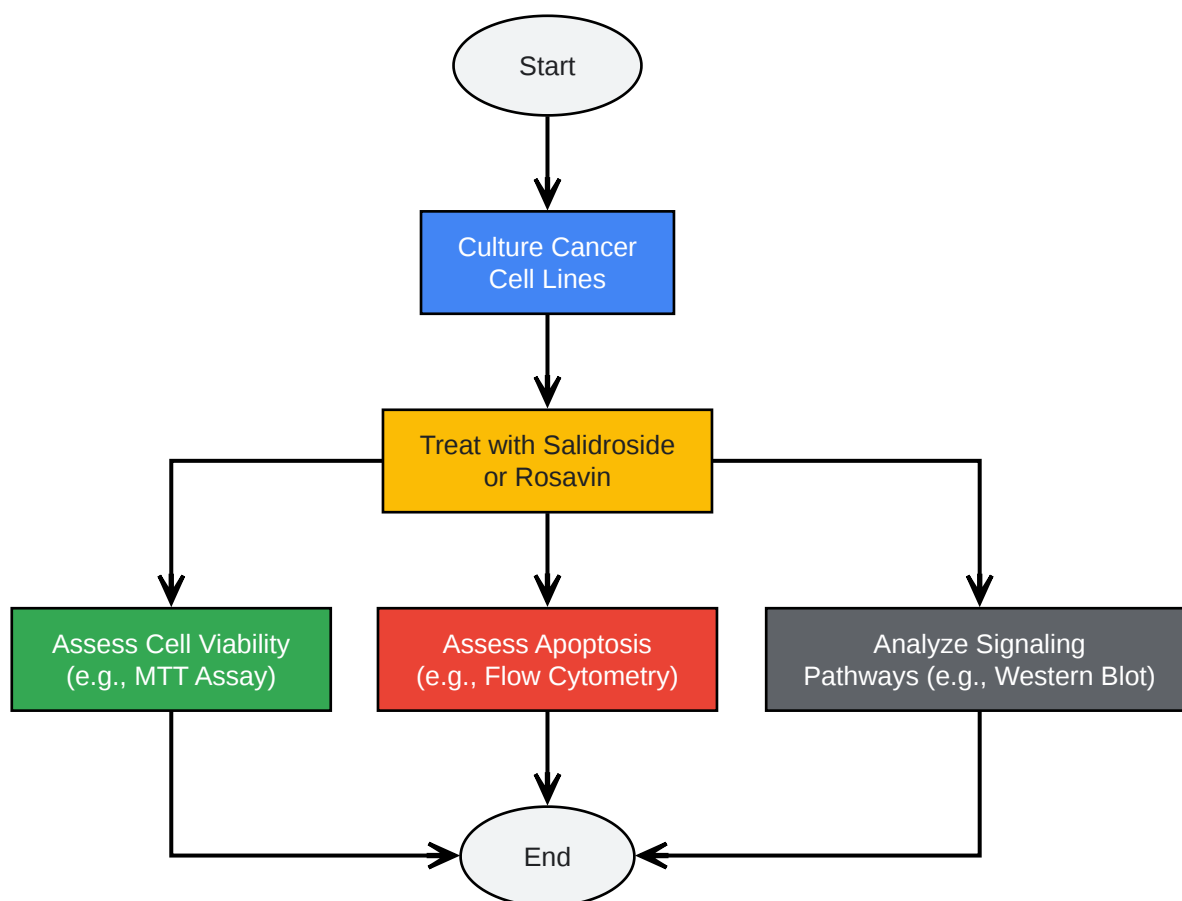 Start
Culture Cancer
Cell Lines
Treat with Salidroside
or Rosavin
Assess Cell Viability
(e.g., MTT Assay)
Assess Apoptosis
(e.g., Flow Cytometry)
Analyze Signaling
Pathways (e.g., Western Blot)
End